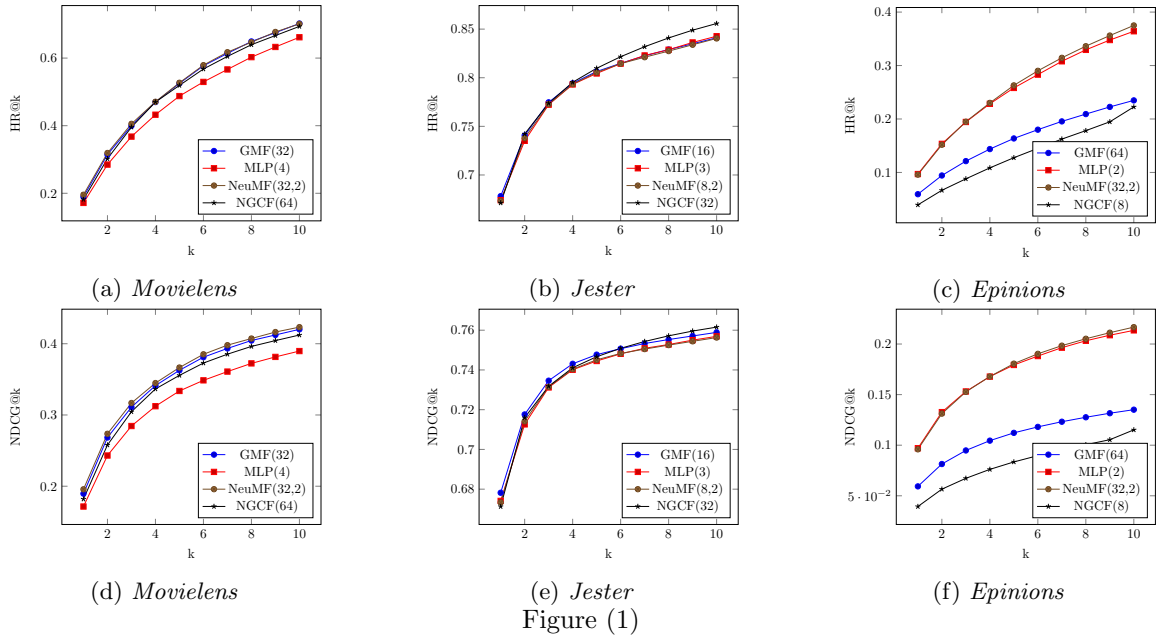 0.6
0.4
0.2
HR@k
2 4 6 8 10
k
GMF(32)
MLP(4)
NeuMF(32,2)
NGCF(64)
(a) Movielens
0.85
0.8
0.75
0.7
HR@k
2 4 6 8 10
k
GMF(16)
MLP(3)
NeuMF(8,2)
NGCF(32)
(b) Jester
0.4
0.3
0.2
0.1
HR@k
2 4 6 8 10
k
GMF(64)
MLP(2)
NeuMF(32,2)
NGCF(8)
(c) Epinions
0.4
0.3
0.2
NDCG@k
2 4 6 8 10
k
GMF(32)
MLP(4)
NeuMF(32,2)
NGCF(64)
(d) Movielens
0.76
0.74
0.72
0.7
0.68
NDCG@k
2 4 6 8 10
k
GMF(16)
MLP(3)
NeuMF(8,2)
NGCF(32)
(e) Jester
0.2
0.15
0.1
5 · 10⁻²
NDCG@k
2 4 6 8 10
k
GMF(64)
MLP(2)
NeuMF(32,2)
NGCF(8)
(f) Epinions
Figure (1)